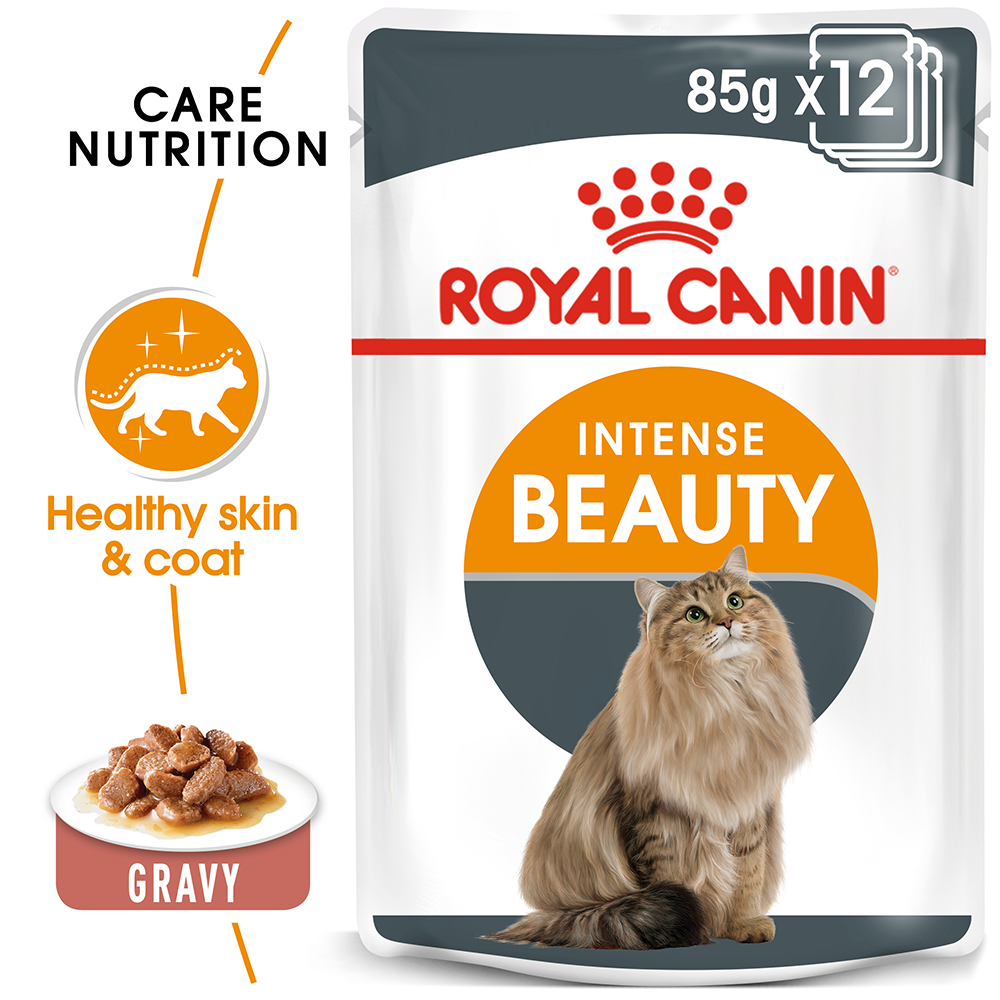 CARE
NUTRITION
Healthy skin
& coat
GRAVY
85g x12
ROYAL CANIN®
INTENSE
BEAUTY